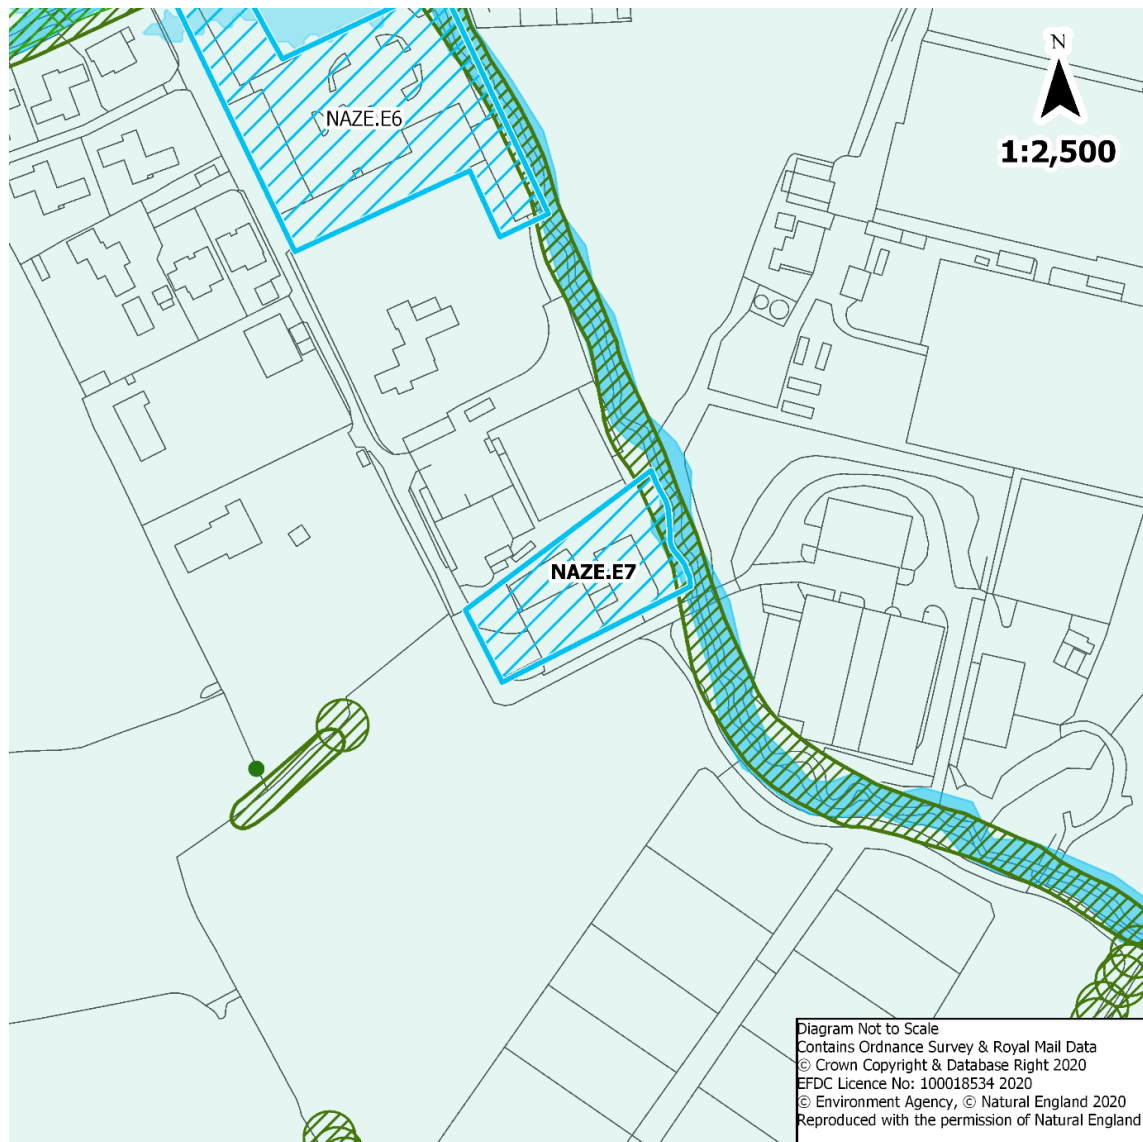 N
1:2,500
NAZE.E6
NAZE.E7
Diagram Not to Scale
Contains Ordnance Survey & Royal Mail Data
© Crown Copyright & Database Right 2020
EFDC Licence No: 100018534 2020
© Environment Agency, © Natural England 2020
Reproduced with the permission of Natural England